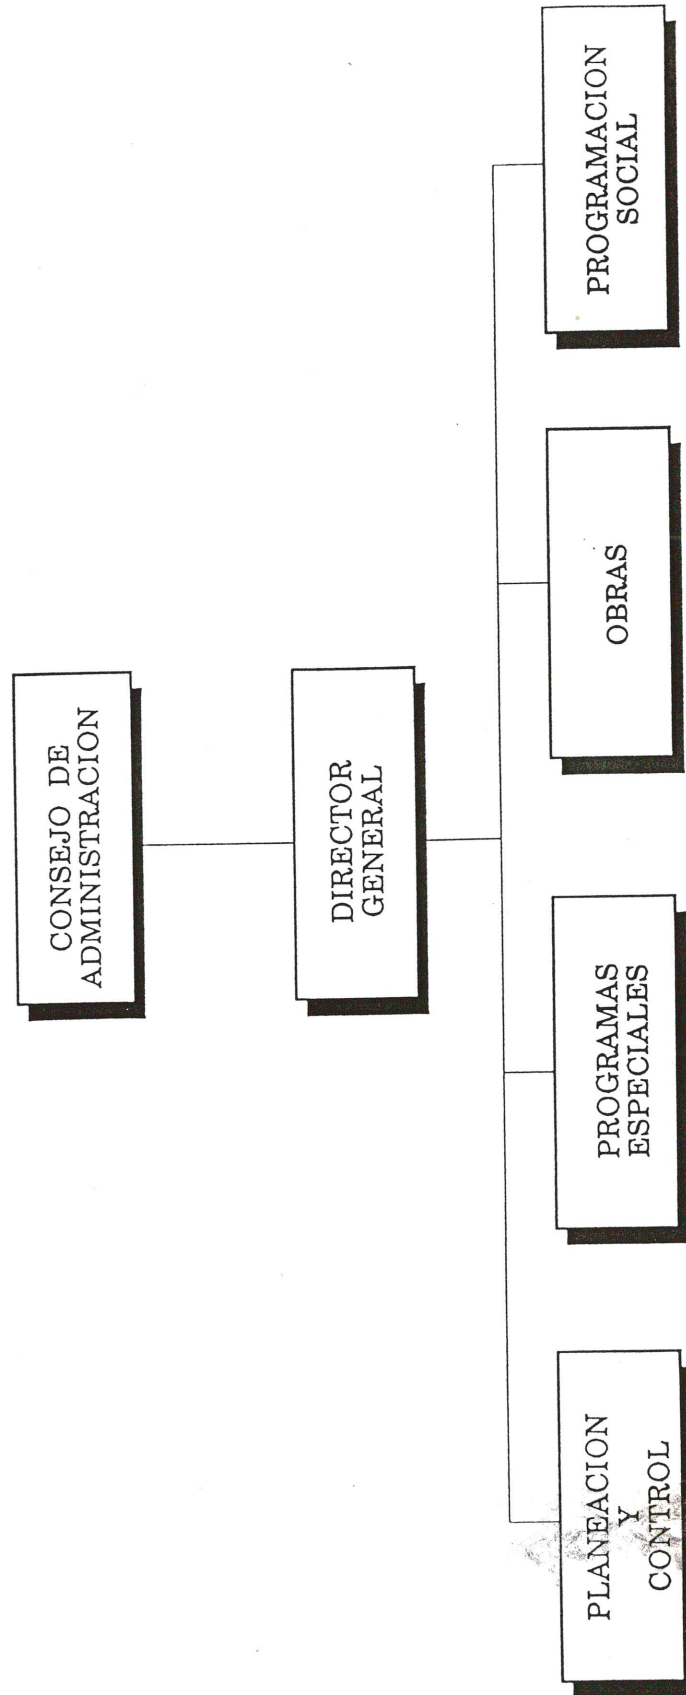 CONSEJO DE
ADMINISTRACION
DIRECTOR
GENERAL
PLANEACION
Y
CONTROL
PROGRAMAS
ESPECIALES
OBRAS
PROGRAMACION
SOCIAL